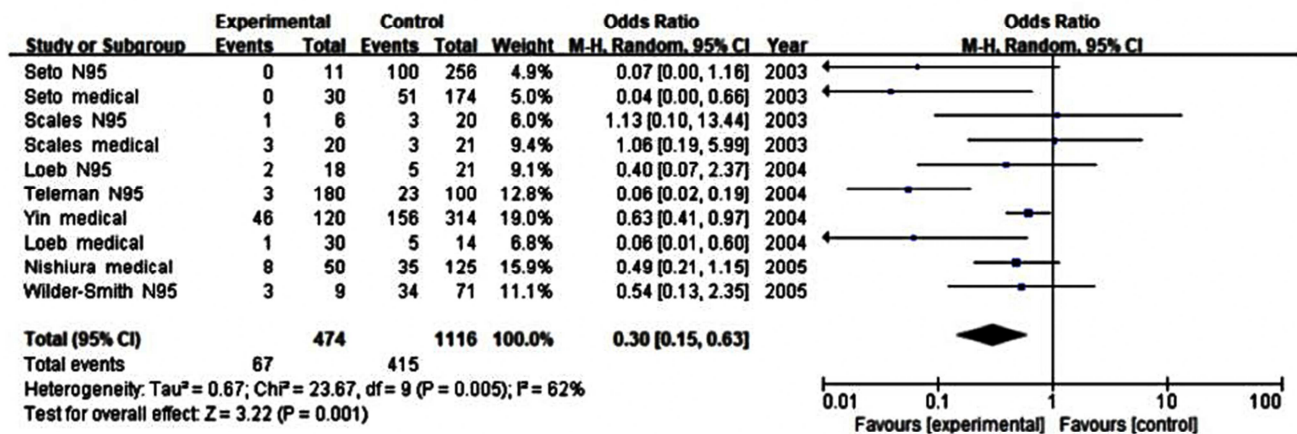 Experimental Control Odds Ratio Odds Ratio
Study or Subgroup Events Total Events Total Weight M-H, Random, 95% CI Year M-H, Random, 95% CI
Seto N95 0 11 100 256 4.9% 0.07 [0.00, 1.16] 2003
Seto medical 0 30 51 174 5.0% 0.04 [0.00, 0.66] 2003
Scales N95 1 6 3 20 6.0% 1.13 [0.10, 13.44] 2003
Scales medical 3 20 3 21 9.4% 1.06 [0.19, 5.99] 2003
Loeb N95 2 18 5 21 9.1% 0.40 [0.07, 2.37] 2004
Teleman N95 3 180 23 100 12.8% 0.06 [0.02, 0.19] 2004
Yin medical 46 120 156 314 19.0% 0.63 [0.41, 0.97] 2004
Loeb medical 1 30 5 14 6.8% 0.06 [0.01, 0.60] 2004
Nishiura medical 8 50 35 125 15.9% 0.49 [0.21, 1.15] 2005
Wilder-Smith N95 3 9 34 71 11.1% 0.54 [0.13, 2.35] 2005
Total (95% CI) 474 1116 100.0% 0.30 [0.15, 0.63]
Total events 67 415
Heterogeneity: Tau² = 0.67; Chi² = 23.67, df = 9 (P = 0.005); I² = 62%
Test for overall effect: Z = 3.22 (P = 0.001)
0.01 0.1 1 10 100
Favours [experimental] Favours [control]